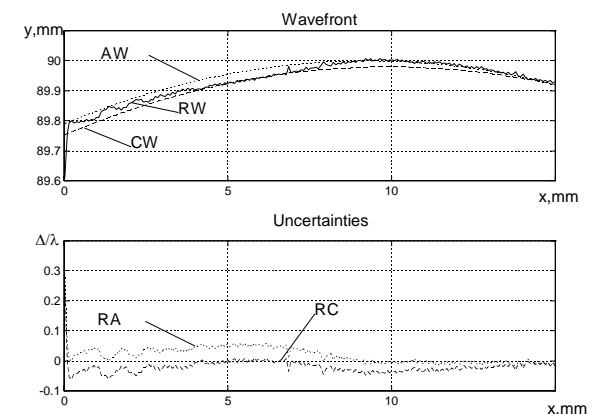 Wavefront
y,mm
AW
90
89.9
RW
89.8
CW
89.7
89.6
0 5 10
x,mm
Uncertainties
Δ/λ
0.3
0.2
RA RC
0.1
0
-0.1
0 5 10
x,mm